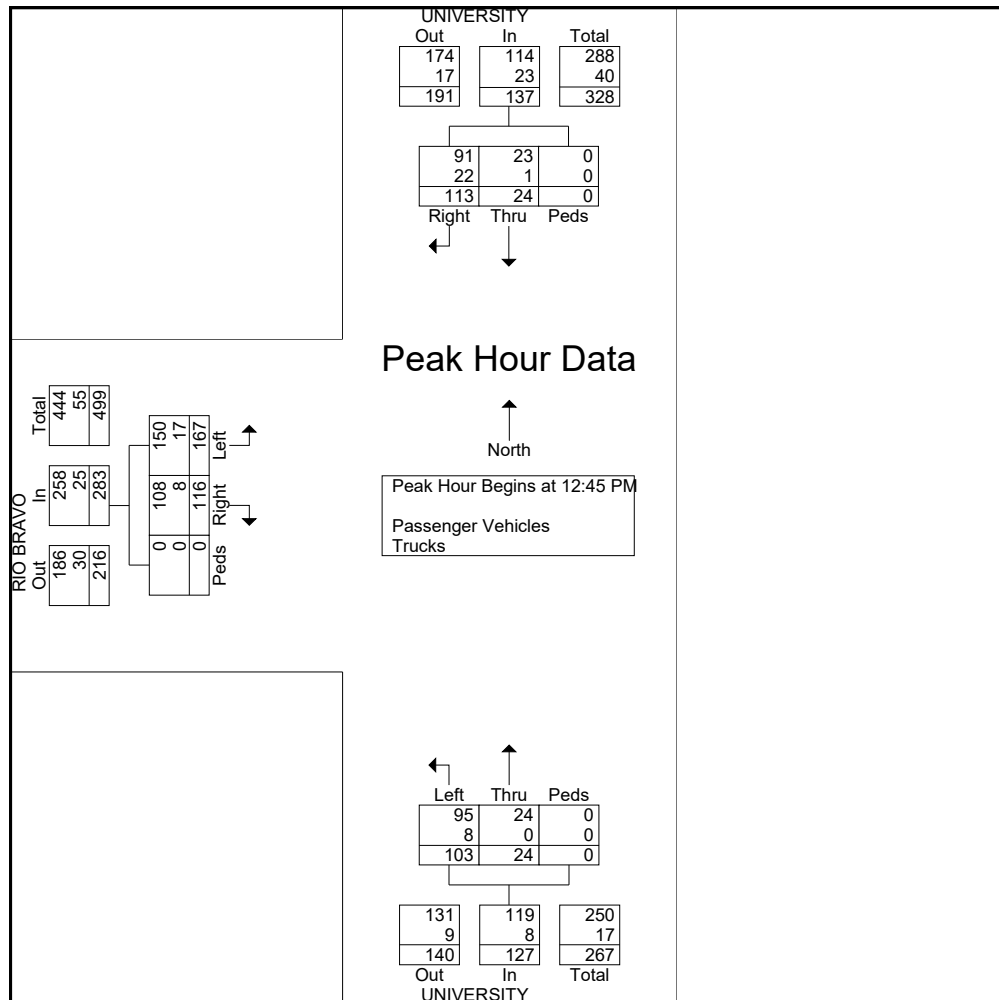 UNIVERSITY
Out In Total
174 114 288
17 23 40
191 137 328
91 23 0
22 1 0
113 24 0
Right Thru Peds
Peak Hour Data
North
Peak Hour Begins at 12:45 PM
Passenger Vehicles
Trucks
RIO BRAVO
Out In Total
186 258 444
30 25 55
216 283 499
0 108 150
0 8 17
0 116 167
Peds Right Left
Left Thru Peds
95 24 0
8 0 0
103 24 0
131 119 250
9 8 17
140 127 267
Out In Total
UNIVERSITY